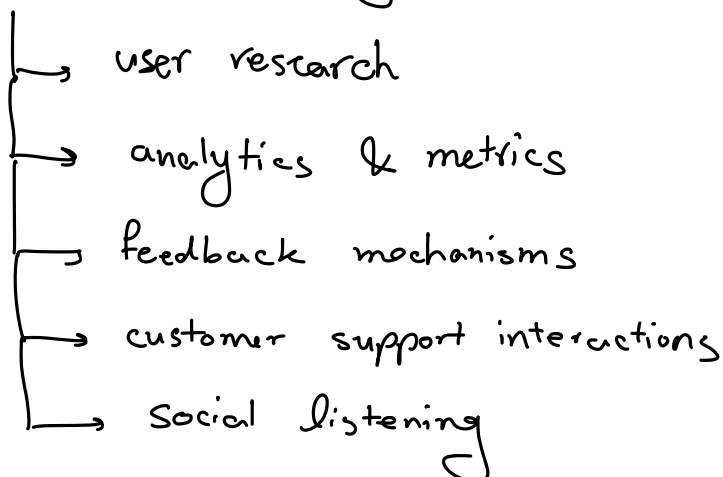 user research
analytics & metrics
feedback mechanisms
customer support interactions
social listening